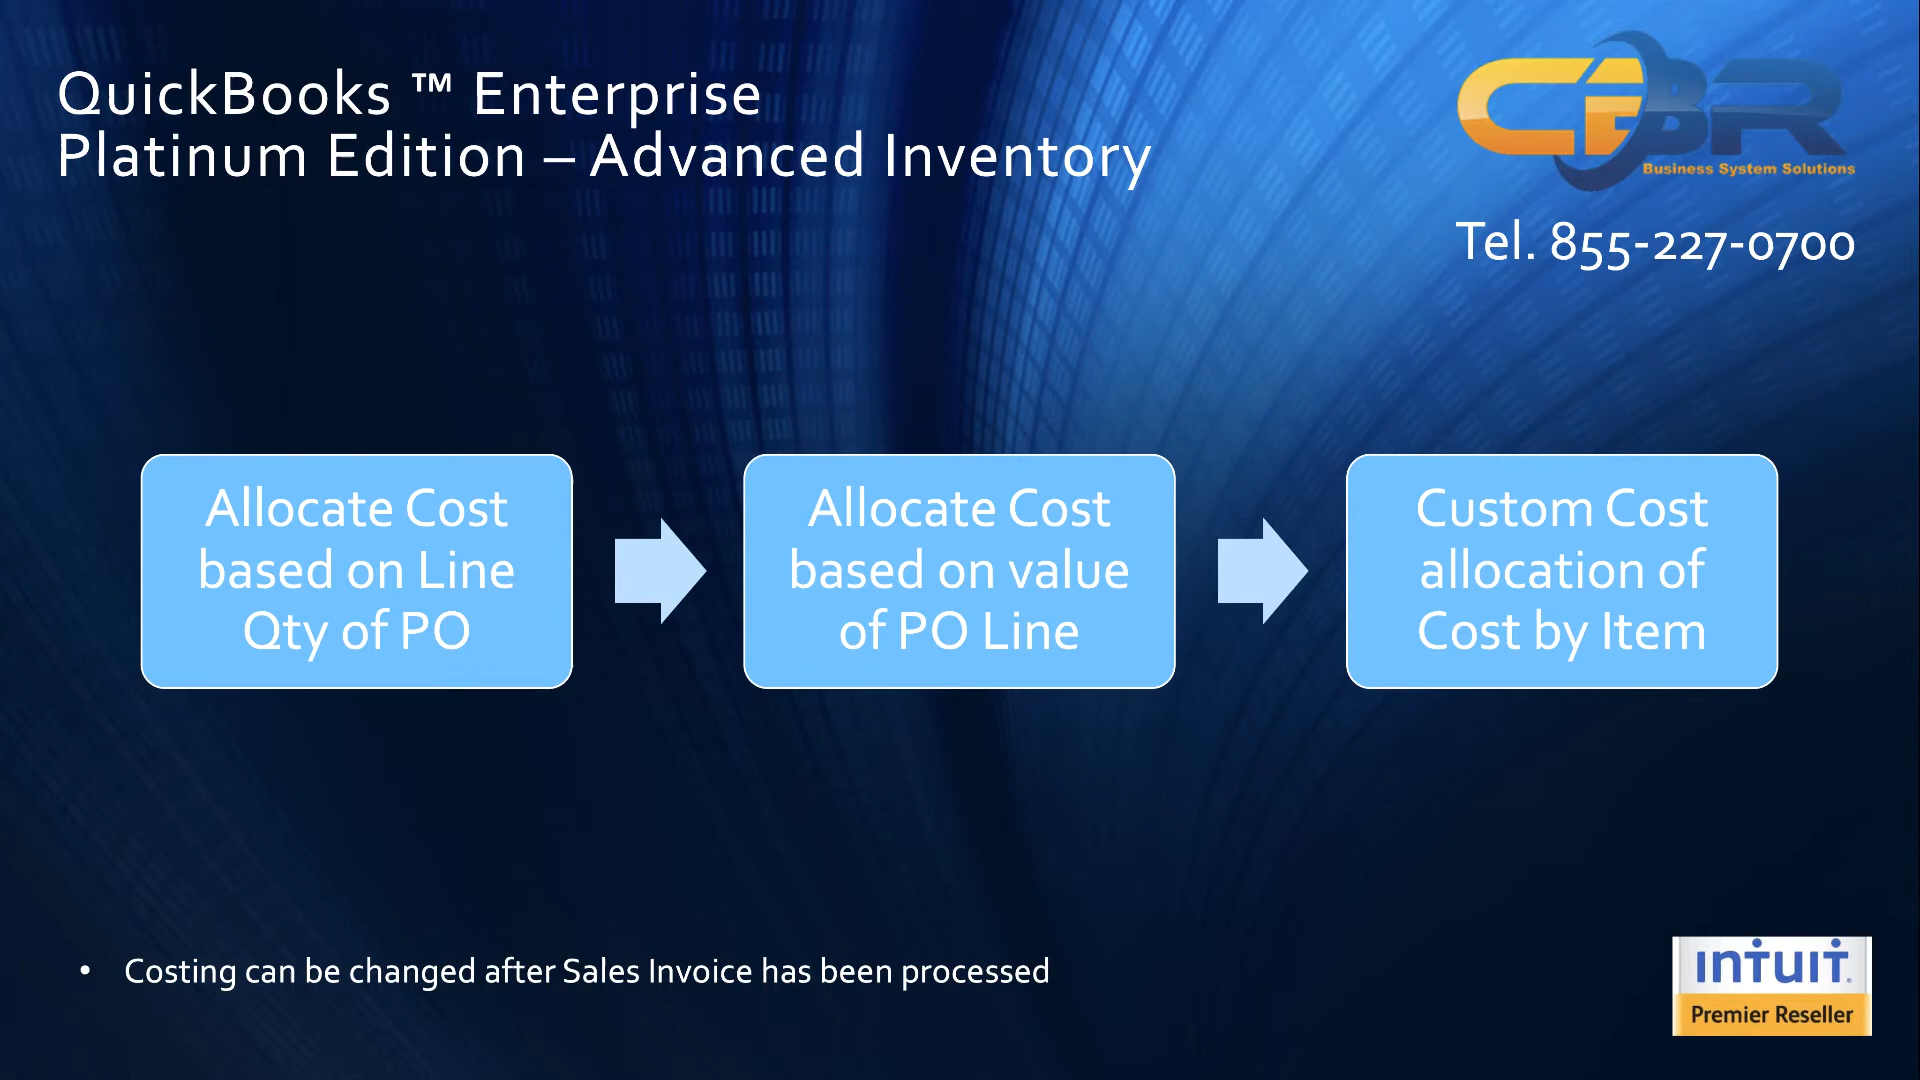 QuickBooks ™ Enterprise
Platinum Edition – Advanced Inventory
CFBR
Business System Solutions
Tel. 855-227-0700
Allocate Cost
based on Line
Qty of PO
Allocate Cost
based on value
of PO Line
Custom Cost
allocation of
Cost by Item
• Costing can be changed after Sales Invoice has been processed
intuit.
Premier Reseller